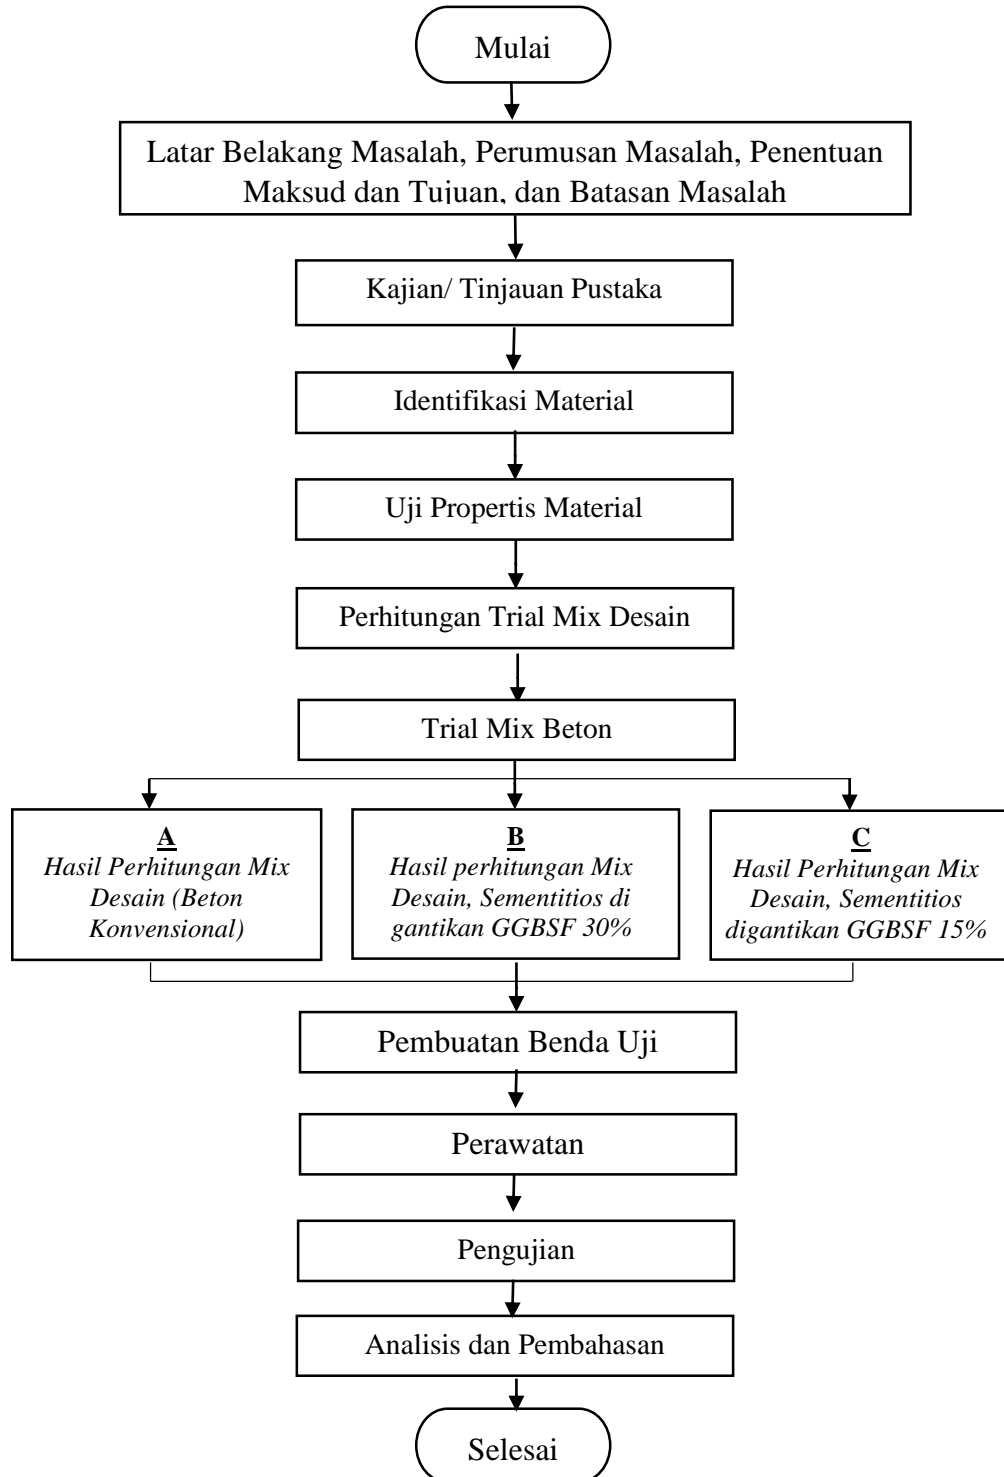 Mulai
Latar Belakang Masalah, Perumusan Masalah, Penentuan
Maksud dan Tujuan, dan Batasan Masalah
Kajian/ Tinjauan Pustaka
Identifikasi Material
Uji Propertis Material
Perhitungan Trial Mix Desain
Trial Mix Beton
A
Hasil Perhitungan Mix
Desain (Beton
Konvensional)
B
Hasil perhitungan Mix
Desain, Sementitios di
gantikan GGBSF 30%
C
Hasil Perhitungan Mix
Desain, Sementitios
digantikan GGBSF 15%
Pembuatan Benda Uji
Perawatan
Pengujian
Analisis dan Pembahasan
Selesai